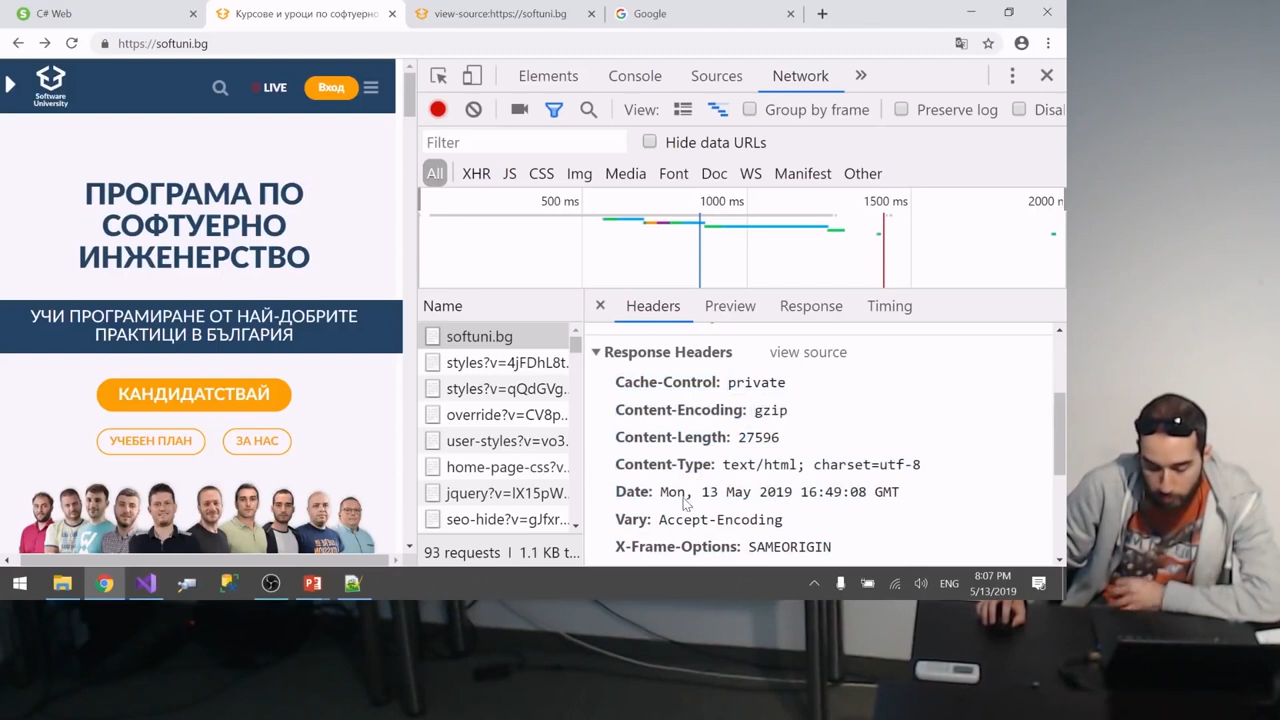 C# Web
Курсове и уроци по софтуерно
view-source:https://softuni.bg
Google
https://softuni.bg
Software
University
LIVE
Вход
ПРОГРАМА ПО
СОФТУЕРНО
ИНЖЕНЕРСТВО
УЧИ ПРОГРАМИРАНЕ ОТ НАЙ-ДОБРИТЕ
ПРАКТИЦИ В БЪЛГАРИЯ
КАНДИДАТСТВАЙ
УЧЕБЕН ПЛАН
ЗА НАС
Elements
Console
Sources
Network
View:
Group by frame
Preserve log
Disa
Filter
Hide data URLs
All
XHR
JS
CSS
Img
Media
Font
Doc
WS
Manifest
Other
500 ms
1000 ms
1500 ms
2000 n
Name
Headers
Preview
Response
Timing
softuni.bg
styles?v=4jFDhL8t.
styles?v=qQdGVg.
override?v=CV8p..
user-styles?v=vo3.
home-page-css?v=
jquery?v=lX15pW.
seo-hide?v=gJfxr...
93 requests
1.1 KB t...
Response Headers
view source
Cache-Control: private
Content-Encoding: gzip
Content-Length: 27596
Content-Type: text/html; charset=utf-8
Date: Mon, 13 May 2019 16:49:08 GMT
Vary: Accept-Encoding
X-Frame-Options: SAMEORIGIN
ENG
8:07 PM
5/13/2019